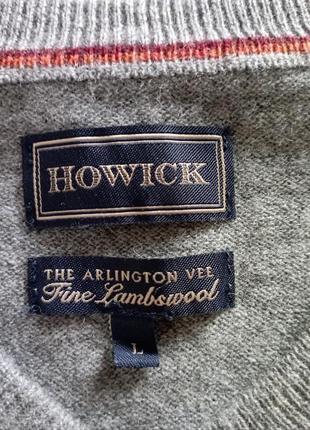 HOWICK
THE ARLINGTON VEE
Fine Lambswool
L